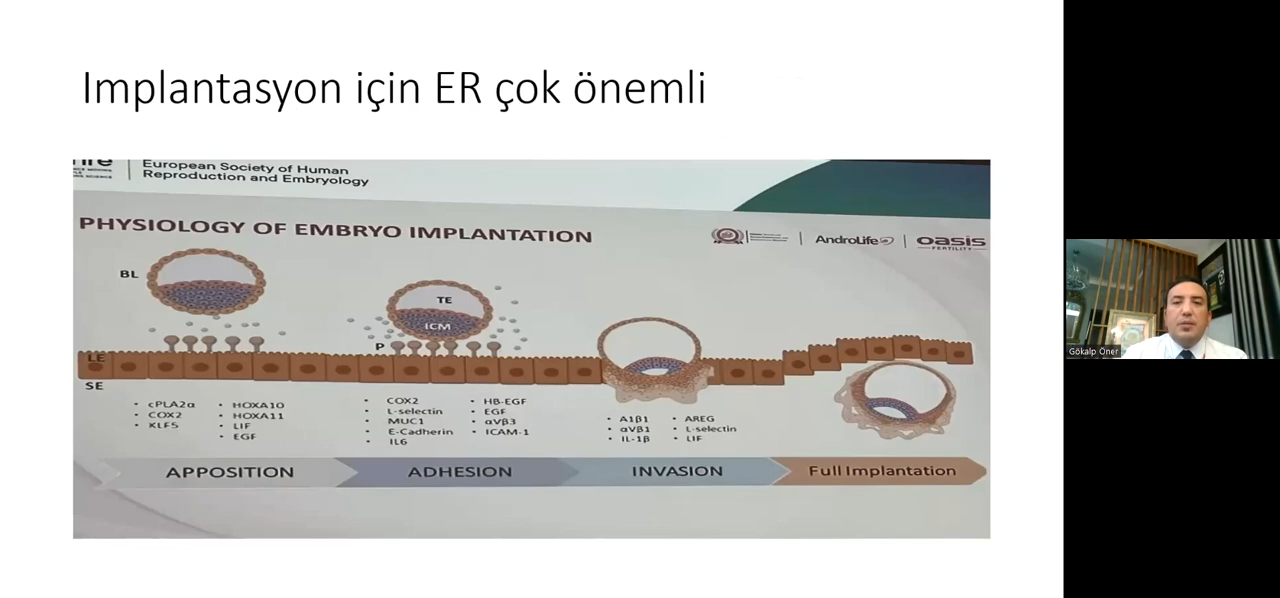 Implantasyon için ER çok önemli
European Society of Human
Reproduction and Embryology
PHYSIOLOGY OF EMBRYO IMPLANTATION
AndroLife | OASIS
FERTILITY
BL
TE
ICM
P
LE
SE
• cPLA2α
• COX2
• KLF5
• HOXA10
• HOXA11
• LIF
• EGF
• COX2
• L-selectin
• MUC1
• E-Cadherin
• IL6
• HB-EGF
• EGF
• αVβ3
• ICAM-1
• A1β1
• αVβ1
• IL-1β
• AREG
• L-selectin
• LIF
APPOSITION
ADHESION
INVASION
Full Implantation
Gökalp Öner